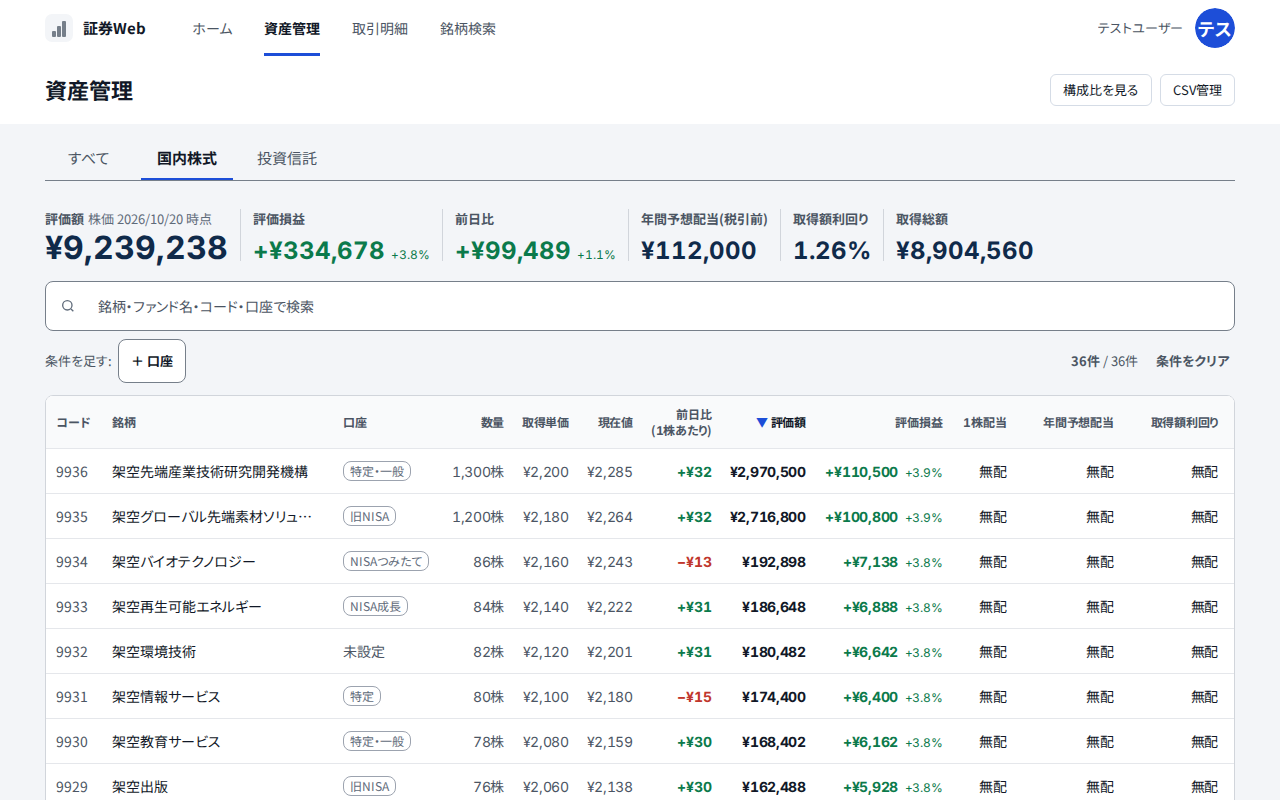 証券Web ホーム 資産管理 取引明細 銘柄検索 テストユーザー テス
資産管理 構成比を見る CSV管理
すべて 国内株式 投資信託
評価額 株価 2026/10/20 時点 評価損益 前日比 年間予想配当(税引前) 取得額利回り 取得総額
¥9,239,238 +¥334,678 +3.8% +¥99,489 +1.1% ¥112,000 1.26% ¥8,904,560
銘柄・ファンド名・コード・口座で検索
条件を足す: ＋ 口座 36件 / 36件 条件をクリア
コード 銘柄 口座 数量 取得単価 現在値 前日比 (1株あたり) ▼ 評価額 評価損益 1株配当 年間予想配当 取得額利回り
9936 架空先端産業技術研究開発機構 特定・一般 1,300株 ¥2,200 ¥2,285 +¥32 ¥2,970,500 +¥110,500 +3.9% 無配 無配 無配
9935 架空グローバル先端素材ソリュ… 旧NISA 1,200株 ¥2,180 ¥2,264 +¥32 ¥2,716,800 +¥100,800 +3.9% 無配 無配 無配
9934 架空バイオテクノロジー NISAつみたて 86株 ¥2,160 ¥2,243 −¥13 ¥192,898 +¥7,138 +3.8% 無配 無配 無配
9933 架空再生可能エネルギー NISA成長 84株 ¥2,140 ¥2,222 +¥31 ¥186,648 +¥6,888 +3.8% 無配 無配 無配
9932 架空環境技術 未設定 82株 ¥2,120 ¥2,201 +¥31 ¥180,482 +¥6,642 +3.8% 無配 無配 無配
9931 架空情報サービス 特定 80株 ¥2,100 ¥2,180 −¥15 ¥174,400 +¥6,400 +3.8% 無配 無配 無配
9930 架空教育サービス 特定・一般 78株 ¥2,080 ¥2,159 +¥30 ¥168,402 +¥6,162 +3.8% 無配 無配 無配
9929 架空出版 旧NISA 76株 ¥2,060 ¥2,138 +¥30 ¥162,488 +¥5,928 +3.8% 無配 無配 無配